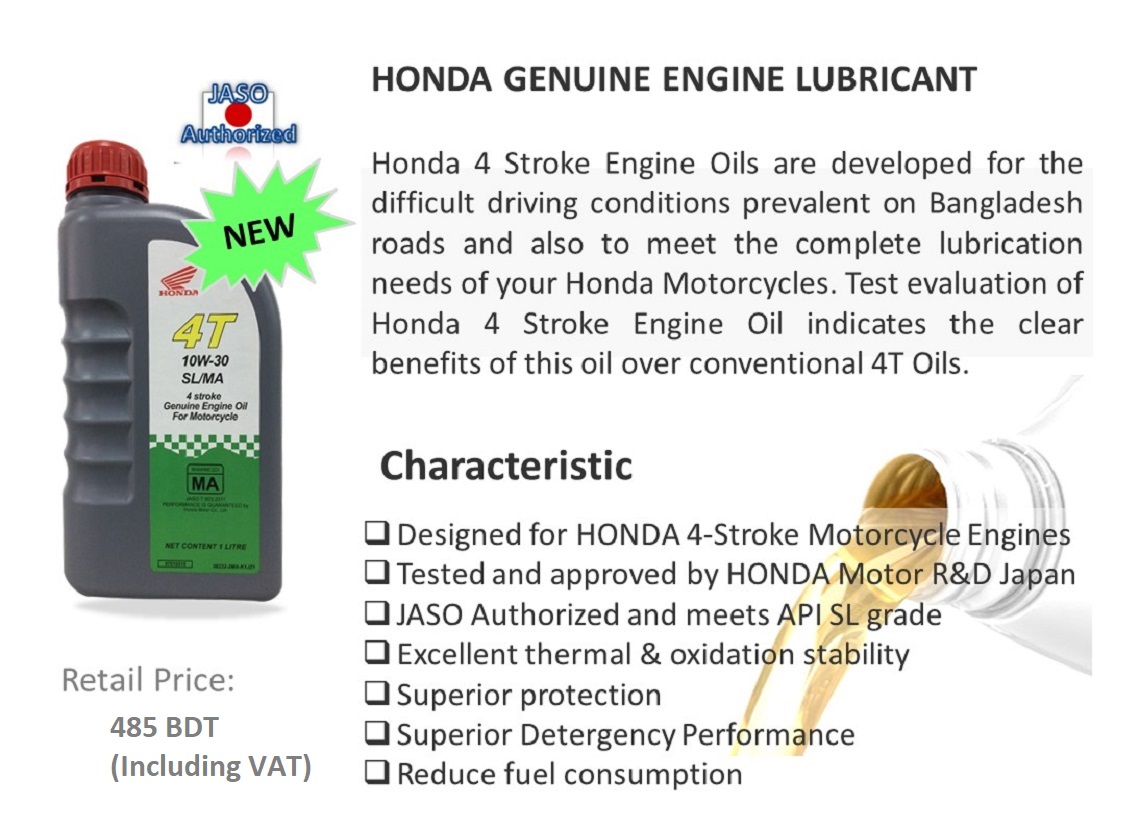 JASO
Authorized
NEW
HONDA
4T
10W-30
SL/MA
4 stroke
Genuine Engine Oil
For Motorcycle
MA
PERFORMANCE IS GUARANTEED by
NET CONTENT 1 LITRE
Retail Price:
485 BDT
(Including VAT)
HONDA GENUINE ENGINE LUBRICANT
Honda 4 Stroke Engine Oils are developed for the
difficult driving conditions prevalent on Bangladesh
roads and also to meet the complete lubrication
needs of your Honda Motorcycles. Test evaluation of
Honda 4 Stroke Engine Oil indicates the clear
benefits of this oil over conventional 4T Oils.
Characteristic
Designed for HONDA 4-Stroke Motorcycle Engines
Tested and approved by HONDA Motor R&D Japan
JASO Authorized and meets API SL grade
Excellent thermal & oxidation stability
Superior protection
Superior Detergency Performance
Reduce fuel consumption